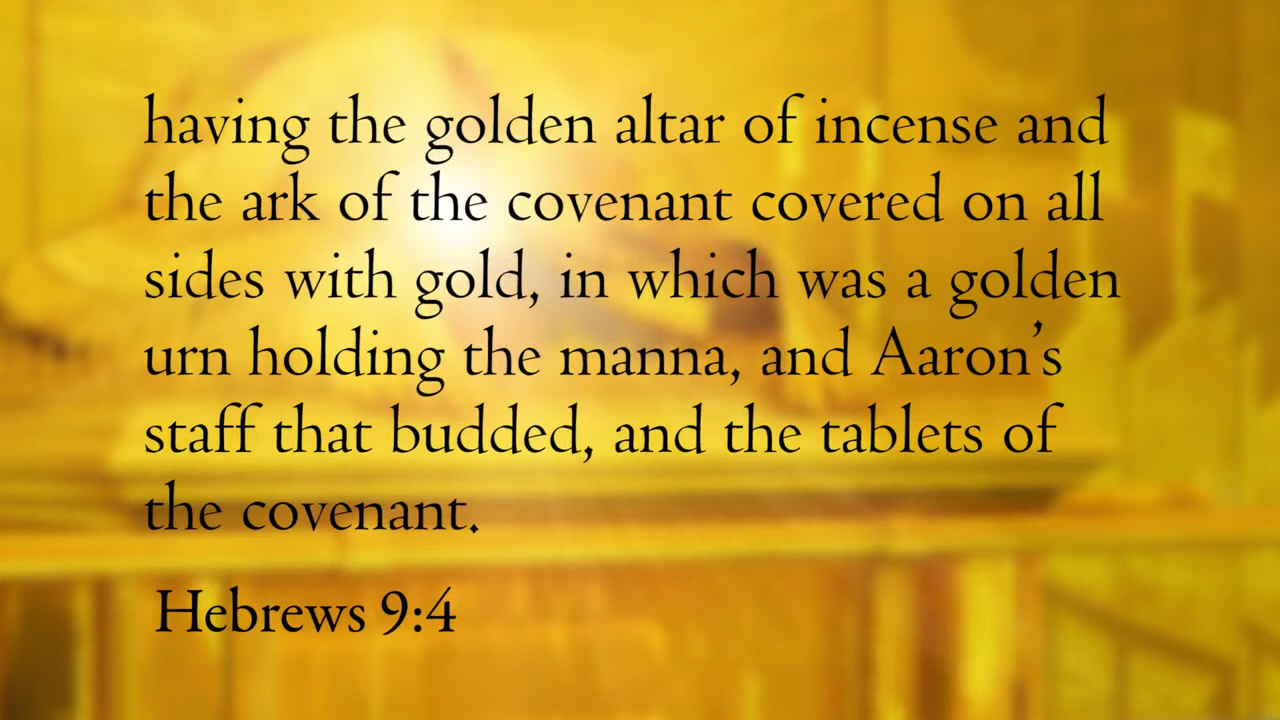 having the golden altar of incense and
the ark of the covenant covered on all
sides with gold, in which was a golden
urn holding the manna, and Aaron’s
staff that budded, and the tablets of
the covenant.
Hebrews 9:4